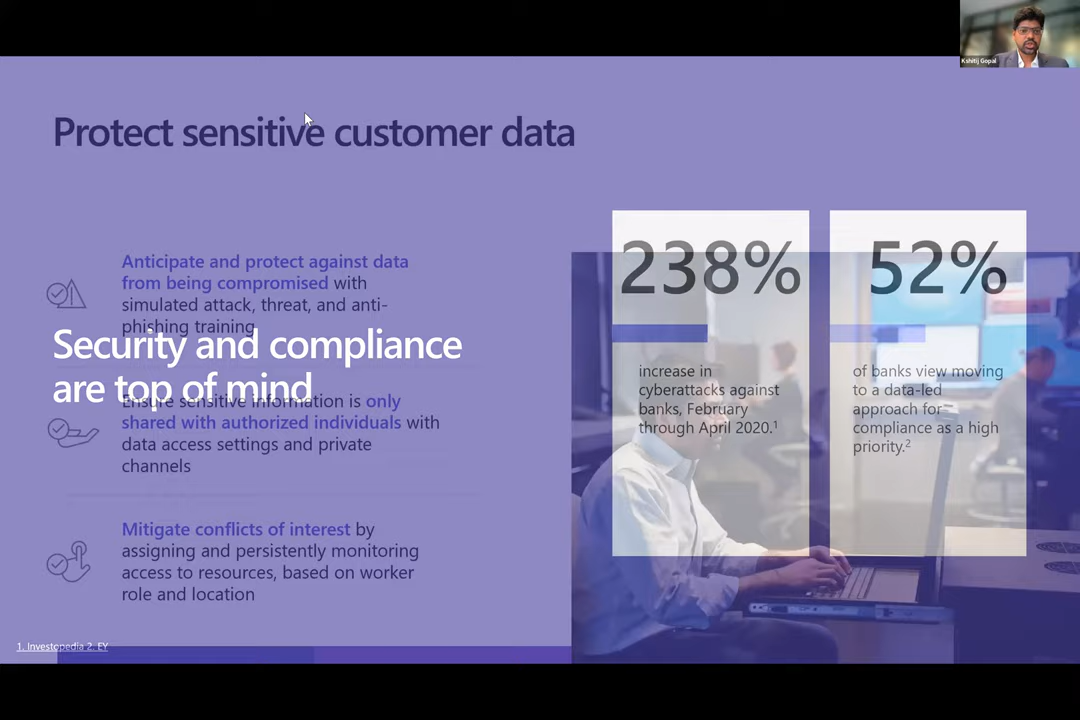 Kshitij Gopal
Protect sensitive customer data
Anticipate and protect against data
from being compromised with
simulated attack, threat, and anti-
phishing training
Security and compliance
are top of mind
Ensure sensitive information is only
shared with authorized individuals with
data access settings and private
channels
Mitigate conflicts of interest by
assigning and persistently monitoring
access to resources, based on worker
role and location
238%
increase in
cyberattacks against
banks, February
through April 2020.1
52%
of banks view moving
to a data-led
approach for
compliance as a high
priority.2
1. Investopedia 2. EY